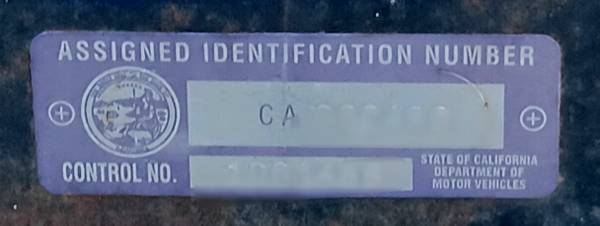 ASSIGNED IDENTIFICATION NUMBER
CA
CONTROL NO.
STATE OF CALIFORNIA
DEPARTMENT OF
MOTOR VEHICLES